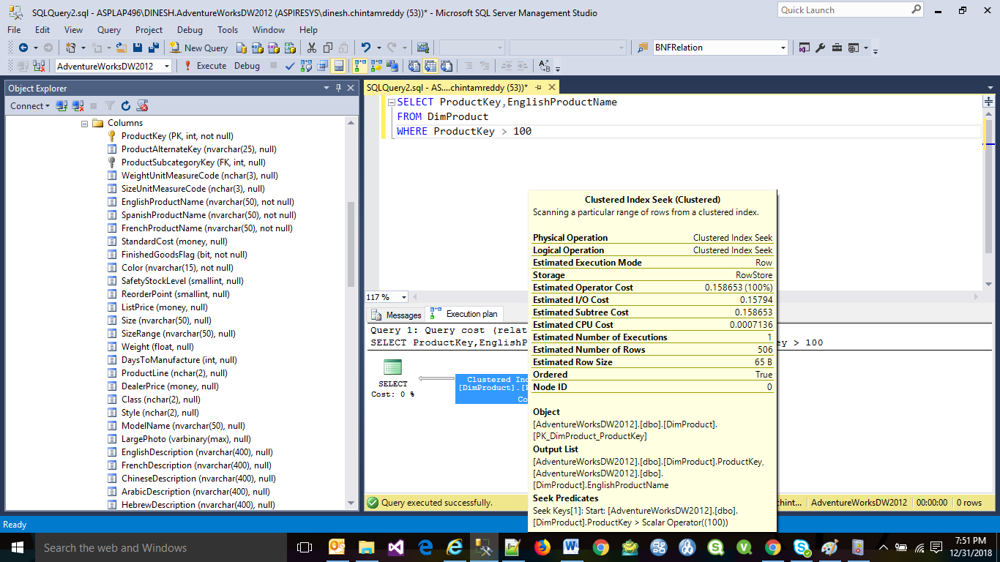 SQLQuery2.sql - ASPLAP496\DINESH.AdventureWorksDW2012 (ASPIRESYS\dinesh.chintamreddy (53))* - Microsoft SQL Server Management Studio
Quick Launch
File Edit View Query Project Debug Tools Window Help
New Query
BNFRelation
AdventureWorksDW2012
Execute Debug
Object Explorer
Connect
Columns
ProductKey (PK, int, not null)
ProductAlternateKey (nvarchar(25), null)
ProductSubcategoryKey (FK, int, null)
WeightUnitMeasureCode (nchar(3), null)
SizeUnitMeasureCode (nchar(3), null)
EnglishProductName (nvarchar(50), not null)
SpanishProductName (nvarchar(50), not null)
FrenchProductName (nvarchar(50), not null)
StandardCost (money, null)
FinishedGoodsFlag (bit, not null)
Color (nvarchar(15), not null)
SafetyStockLevel (smallint, null)
ReorderPoint (smallint, null)
ListPrice (money, null)
Size (nvarchar(50), null)
SizeRange (nvarchar(50), null)
Weight (float, null)
DaysToManufacture (int, null)
ProductLine (nchar(2), null)
DealerPrice (money, null)
Class (nchar(2), null)
Style (nchar(2), null)
ModelName (nvarchar(50), null)
LargePhoto (varbinary(max), null)
EnglishDescription (nvarchar(400), null)
FrenchDescription (nvarchar(400), null)
ChineseDescription (nvarchar(400), null)
ArabicDescription (nvarchar(400), null)
HebrewDescription (nvarchar(400), null)
SQLQuery2.sql - AS....chintamreddy (53))*
SELECT ProductKey,EnglishProductName
FROM DimProduct
WHERE ProductKey > 100
117 %
Messages Execution plan
Query 1: Query cost (relat
SELECT ProductKey,EnglishP
ey > 100
SELECT
Cost: 0 %
Clustered Ind
[DimProduct].[P
Co
Clustered Index Seek (Clustered)
Scanning a particular range of rows from a clustered index.
Physical Operation Clustered Index Seek
Logical Operation Clustered Index Seek
Estimated Execution Mode Row
Storage RowStore
Estimated Operator Cost 0.158653 (100%)
Estimated I/O Cost 0.15794
Estimated Subtree Cost 0.158653
Estimated CPU Cost 0.0007136
Estimated Number of Executions 1
Estimated Number of Rows 506
Estimated Row Size 65 B
Ordered True
Node ID 0
Object
[AdventureWorksDW2012].[dbo].[DimProduct].
[PK_DimProduct_ProductKey]
Output List
[AdventureWorksDW2012].[dbo].[DimProduct].ProductKey,
[AdventureWorksDW2012].[dbo].
[DimProduct].EnglishProductName
Seek Predicates
Seek Keys[1]: Start: [AdventureWorksDW2012].[dbo].
[DimProduct].ProductKey > Scalar Operator((100))
Query executed successfully.
chint... AdventureWorksDW2012 00:00:00 0 rows
Ready
Search the web and Windows
7:51 PM
12/31/2018